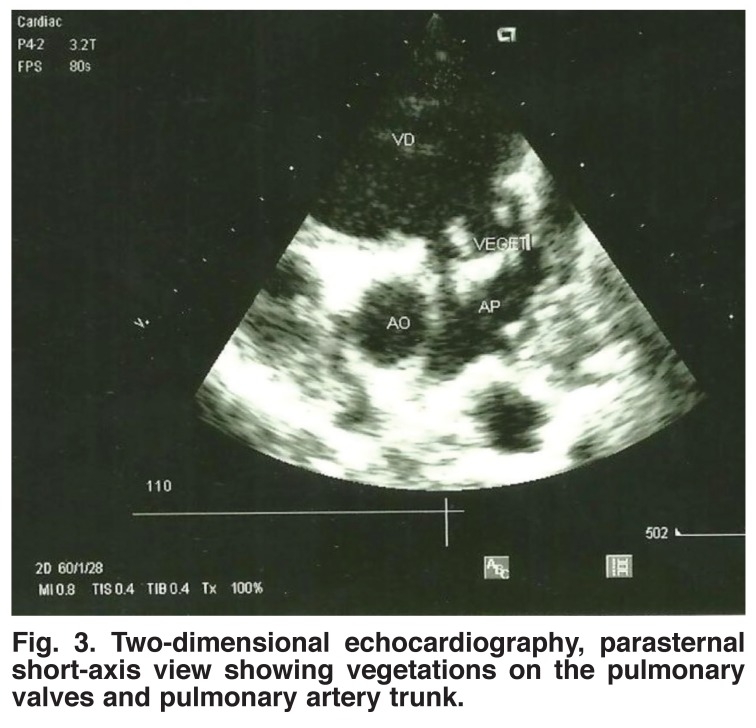 Cardiac
P4-2 3.2T
FPS 80s
VD
VEGET
AO
AP
110
502
ABC
2D 60/1/28
MI 0.8 TIS 0.4 TIB 0.4 Tx 100%
Fig. 3. Two-dimensional echocardiography, parasternal
short-axis view showing vegetations on the pulmonary
valves and pulmonary artery trunk.